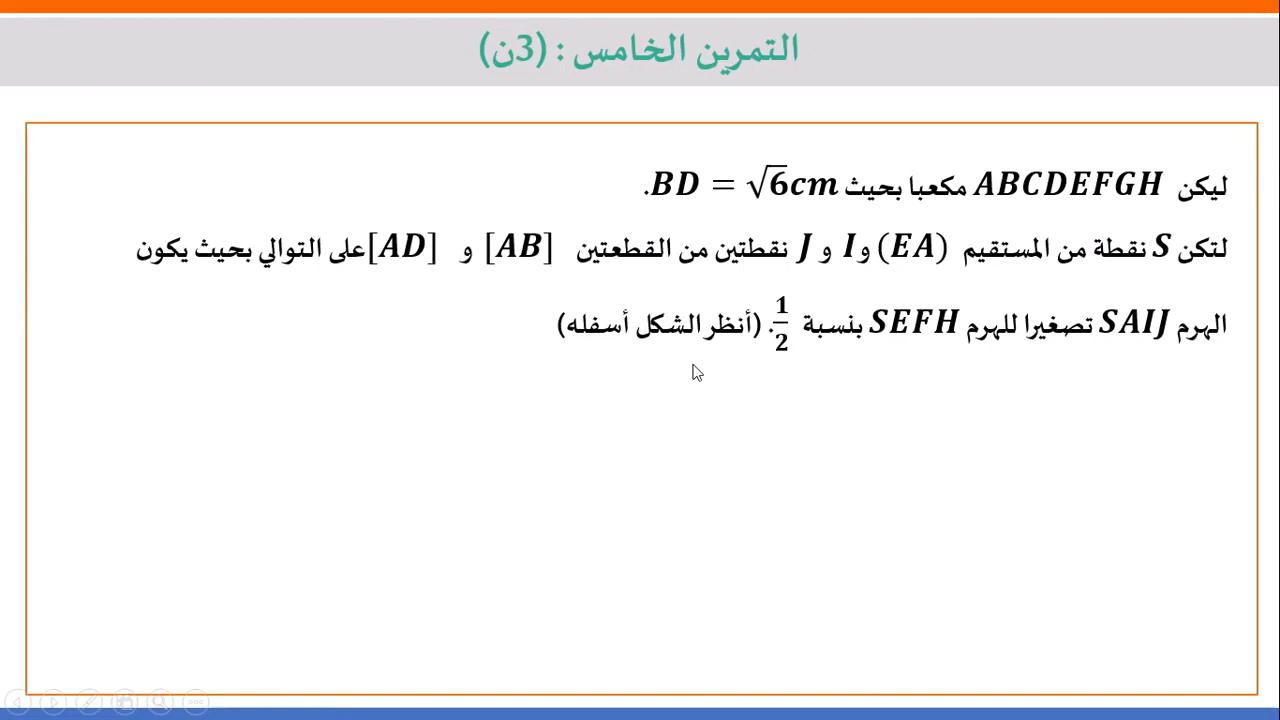 التمرين الخامس : (3ن)
ليكن ABCDEFGH مكعبا بحيث BD = √6cm.
لتكن S نقطة من المستقيم (EA) و I و J نقطتين من القطعتين [AB] و [AD] على التوالي بحيث يكون
الهرم SAIJ تصغيرا للهرم SEFH بنسبة 1/2. (أنظر الشكل أسفله)